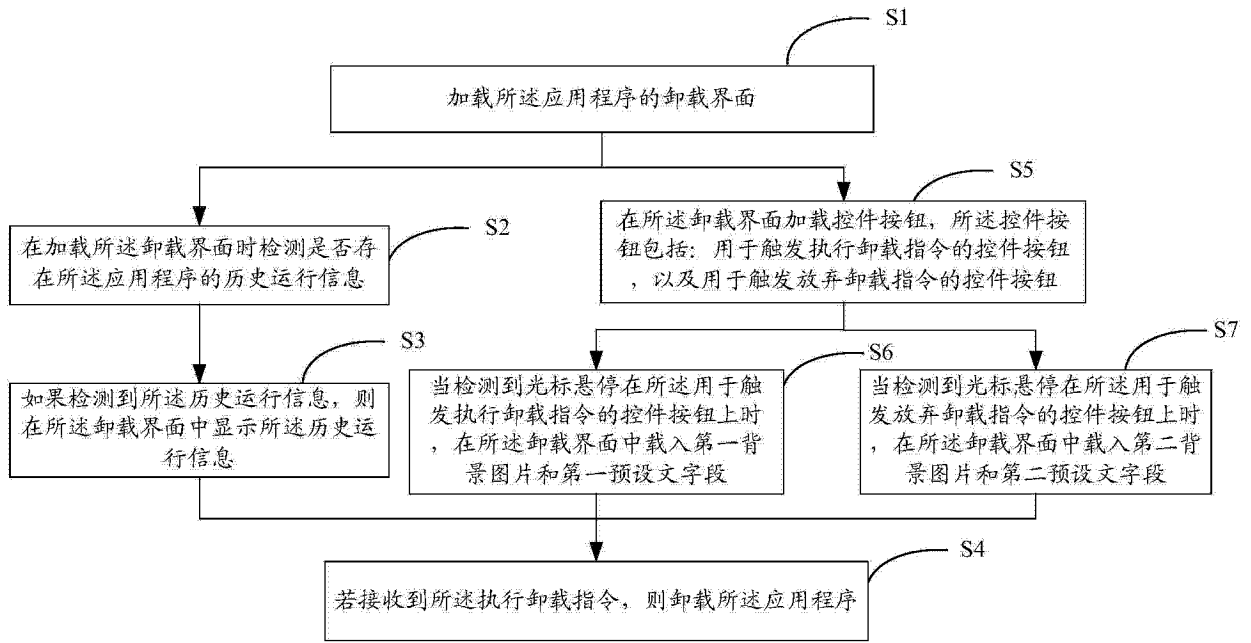 S1
加载所述应用程序的卸载界面
S2
在加载所述卸载界面时检测是否存
在所述应用程序的历史运行信息
S5
在所述卸载界面加载控件按钮，所述控件按
钮包括：用于触发执行卸载指令的控件按钮
，以及用于触发放弃卸载指令的控件按钮
S3
如果检测到所述历史运行信息，则
在所述卸载界面中显示所述历史运
行信息
S6
当检测到光标悬停在所述用于触
发执行卸载指令的控件按钮上时
，在所述卸载界面中载入第一背
景图片和第一预设文字段
S7
当检测到光标悬停在所述用于触
发放弃卸载指令的控件按钮上时
，在所述卸载界面中载入第二背
景图片和第二预设文字段
S4
若接收到所述执行卸载指令，则卸载所述应用程序